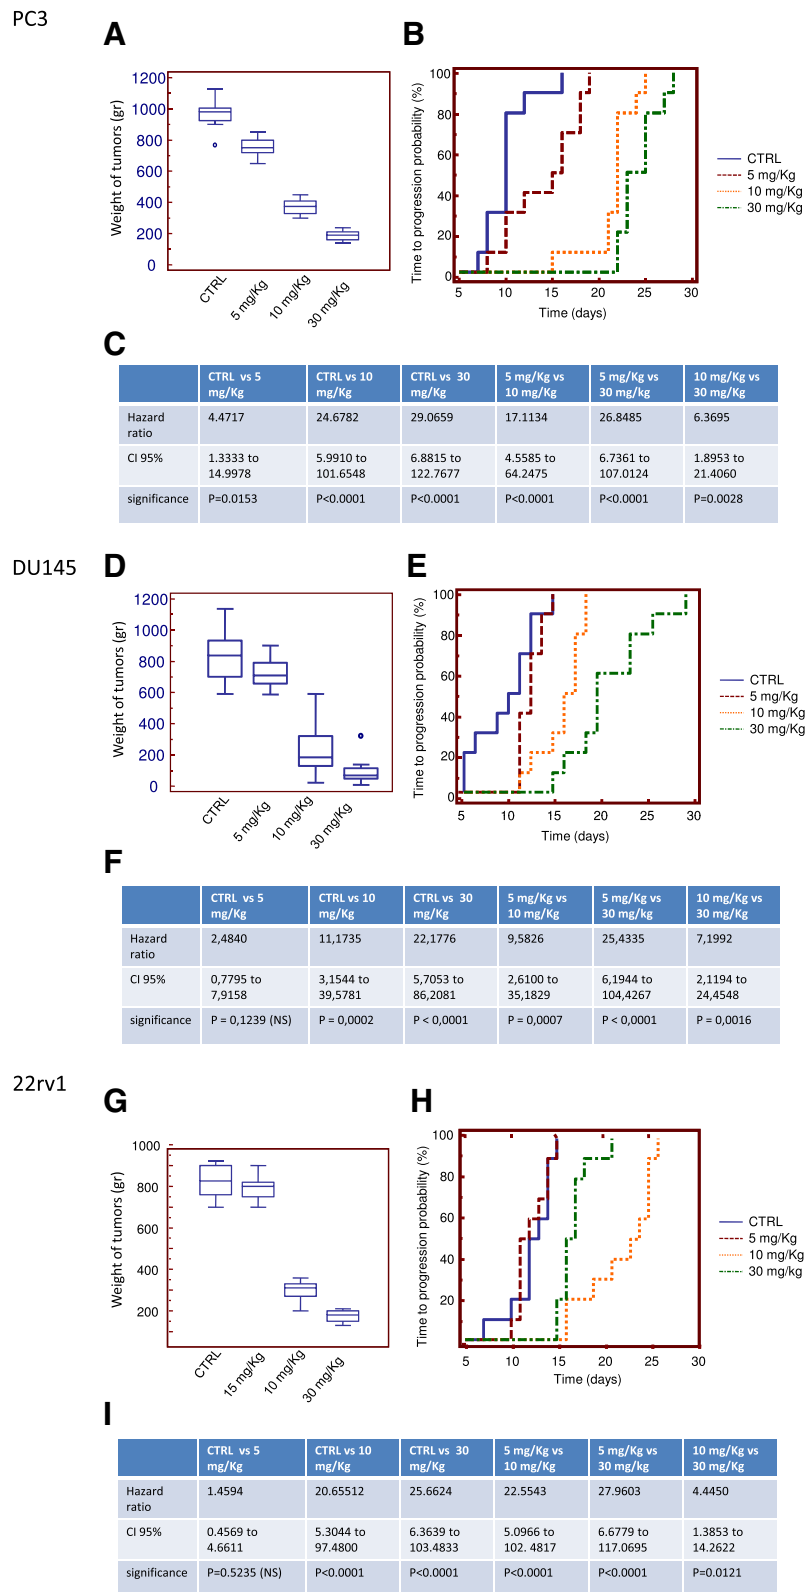 PC3
A
B
Weight of tumors (gr)
1200
1000
800
600
400
200
0
CTRL
5 mg/Kg
10 mg/Kg
30 mg/Kg
Time to progression probability (%)
100
80
60
40
20
0
5 10 15 20 25 30
Time (days)
CTRL
5 mg/Kg
10 mg/Kg
30 mg/Kg
C
CTRL vs 5 mg/Kg
CTRL vs 10 mg/Kg
CTRL vs 30 mg/Kg
5 mg/Kg vs 10 mg/Kg
5 mg/Kg vs 30 mg/kg
10 mg/Kg vs 30 mg/Kg
Hazard ratio 4.4717 24.6782 29.0659 17.1134 26.8485 6.3695
CI 95% 1.3333 to 14.9978 5.9910 to 101.6548 6.8815 to 122.7677 4.5585 to 64.2475 6.7361 to 107.0124 1.8953 to 21.4060
significance P=0.0153 P<0.0001 P<0.0001 P<0.0001 P<0.0001 P=0.0028
DU145
D
E
Weight of tumors (gr)
1200
1000
800
600
400
200
0
CTRL
5 mg/Kg
10 mg/Kg
30 mg/Kg
Time to progression probability (%)
100
80
60
40
20
0
5 10 15 20 25 30
Time (days)
CTRL
5 mg/Kg
10 mg/Kg
30 mg/Kg
F
CTRL vs 5 mg/Kg
CTRL vs 10 mg/Kg
CTRL vs 30 mg/Kg
5 mg/Kg vs 10 mg/Kg
5 mg/Kg vs 30 mg/kg
10 mg/Kg vs 30 mg/Kg
Hazard ratio 2,4840 11,1735 22,1776 9,5826 25,4335 7,1992
CI 95% 0,7795 to 7,9158 3,1544 to 39,5781 5,7053 to 86,2081 2,6100 to 35,1829 6,1944 to 104,4267 2,1194 to 24,4548
significance P = 0,1239 (NS) P = 0,0002 P < 0,0001 P = 0,0007 P < 0,0001 P = 0,0016
22rv1
G
H
Weight of tumors (gr)
1000
800
600
400
200
CTRL
15 mg/Kg
10 mg/Kg
30 mg/Kg
Time to progression probability (%)
100
80
60
40
20
5 10 15 20 25 30
Time (days)
CTRL
5 mg/Kg
10 mg/Kg
30 mg/kg
I
CTRL vs 5 mg/Kg
CTRL vs 10 mg/Kg
CTRL vs 30 mg/Kg
5 mg/Kg vs 10 mg/Kg
5 mg/Kg vs 30 mg/kg
10 mg/Kg vs 30 mg/Kg
Hazard ratio 1.4594 20.65512 25.6624 22.5543 27.9603 4.4450
CI 95% 0.4569 to 4.6611 5.3044 to 97.4800 6.3639 to 103.4833 5.0966 to 102. 4817 6.6779 to 117.0695 1.3853 to 14.2622
significance P=0.5235 (NS) P<0.0001 P<0.0001 P<0.0001 P<0.0001 P=0.0121